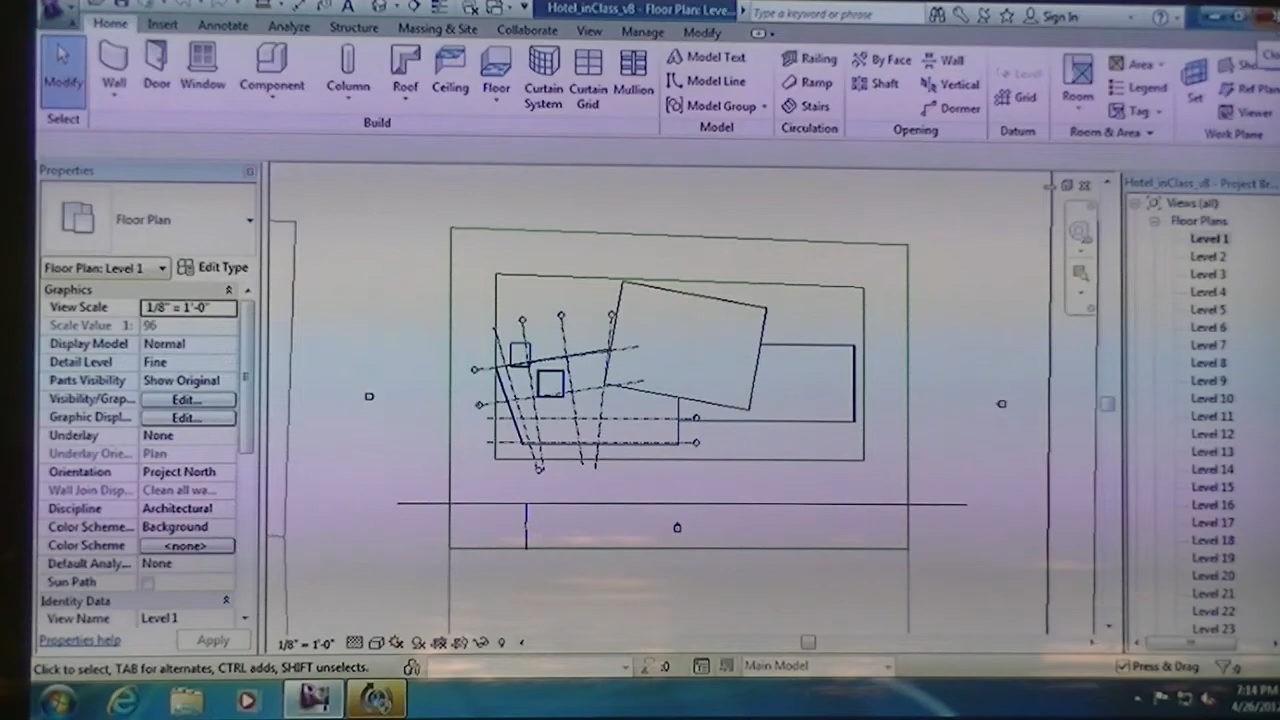 Hotel_inClass_v8 - Floor Plan: Leve...
Type a keyword or phrase
Sign In
Home Insert Annotate Analyze Structure Massing & Site Collaborate View Manage Modify
Modify Wall Door Window Component Column Roof Ceiling Floor Curtain System Curtain Grid Mullion
Model Text
Model Line
Model Group
Railing
Ramp
Stairs
By Face
Shaft
Wall
Vertical
Dormer
Level
Grid
Room
Area
Legend
Tag
Set
Ref Plan
Viewer
Select Build Model Circulation Opening Datum Room & Area Work Plane
Properties
Floor Plan
Floor Plan: Level 1 Edit Type
Graphics
View Scale 1/8" = 1'-0"
Scale Value 1: 96
Display Model Normal
Detail Level Fine
Parts Visibility Show Original
Visibility/Grap... Edit...
Graphic Displ... Edit...
Underlay None
Underlay Orie... Plan
Orientation Project North
Wall Join Disp... Clean all wa...
Discipline Architectural
Color Scheme... Background
Color Scheme <none>
Default Analy... None
Sun Path
Identity Data
View Name Level 1
Properties help Apply
1/8" = 1'-0"
Hotel_inClass_v8 - Project Br
Views (all)
Floor Plans
Level 1
Level 2
Level 3
Level 4
Level 5
Level 6
Level 7
Level 8
Level 9
Level 10
Level 11
Level 12
Level 13
Level 14
Level 15
Level 16
Level 17
Level 18
Level 19
Level 20
Level 21
Level 22
Level 23
Click to select, TAB for alternates, CTRL adds, SHIFT unselects.
:0
Main Model
Press & Drag
:0
7:14 PM